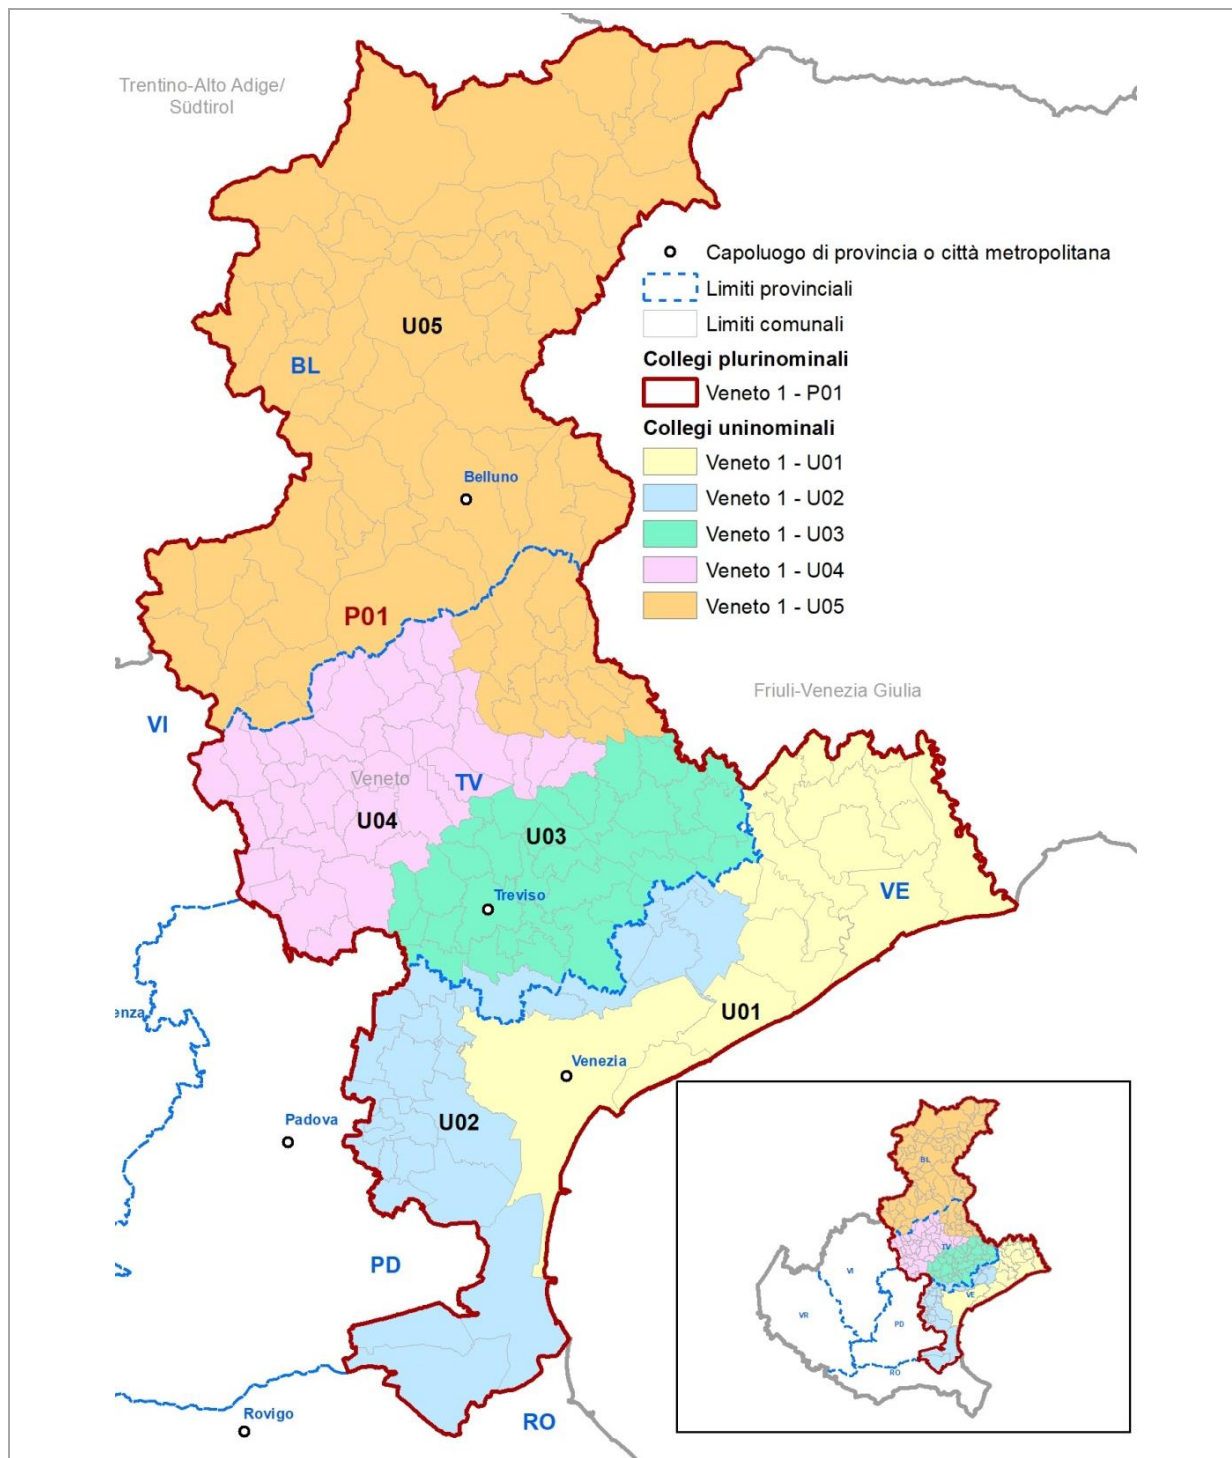 Trentino-Alto Adige/
Südtirol
Capoluogo di provincia o città metropolitana
Limiti provinciali
Limiti comunali
Collegi plurinominali
Veneto 1 - P01
Collegi uninominali
Veneto 1 - U01
Veneto 1 - U02
Veneto 1 - U03
Veneto 1 - U04
Veneto 1 - U05
U05
BL
Belluno
P01
Friuli-Venezia Giulia
VI
Veneto
TV
U04
U03
Treviso
VE
enza
U01
Venezia
Padova
U02
PD
Rovigo
RO
BL
TV
VI
VE
VR
PD
RO